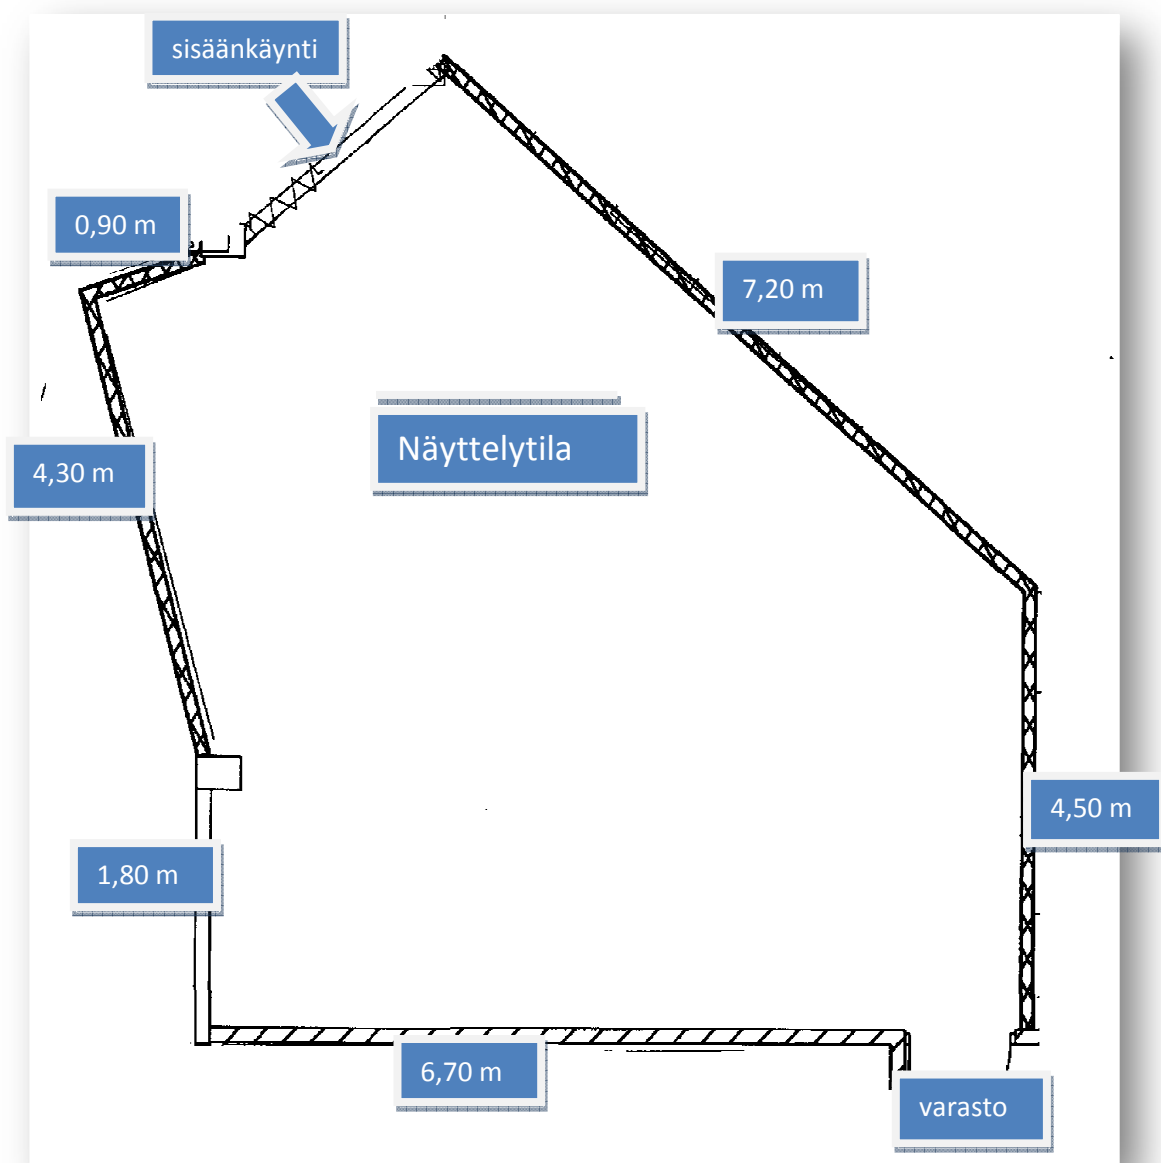 sisäänkäynti
0,90 m
7,20 m
Näyttelytila
4,30 m
4,50 m
1,80 m
6,70 m
varasto